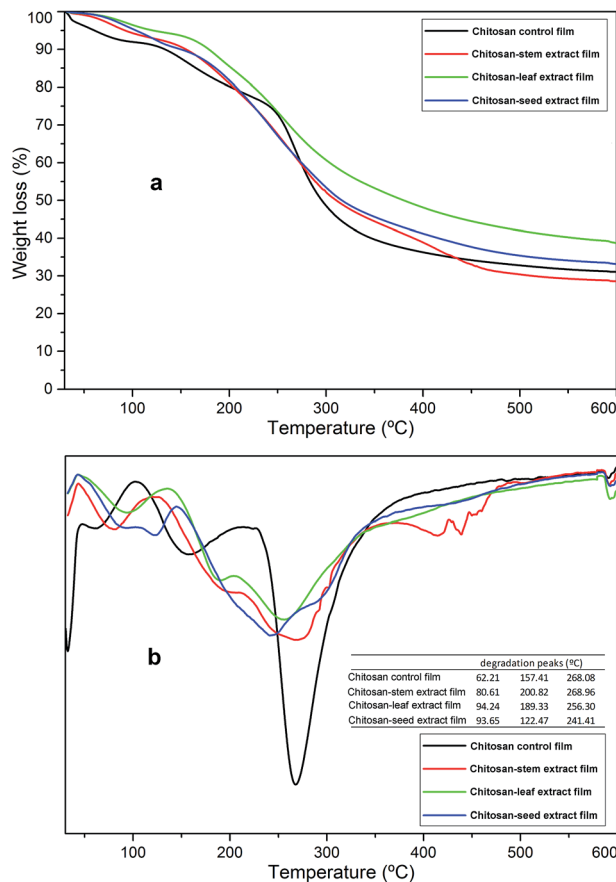 100
90
80
70
60
50
40
30
20
10
0
Weight loss (%)
Chitosan control film
Chitosan-stem extract film
Chitosan-leaf extract film
Chitosan-seed extract film
a
100 200 300 400 500 600
Temperature (ºC)
b
degradation peaks (ºC)
Chitosan control film 62.21 157.41 268.08
Chitosan-stem extract film 80.61 200.82 268.96
Chitosan-leaf extract film 94.24 189.33 256.30
Chitosan-seed extract film 93.65 122.47 241.41
Chitosan control film
Chitosan-stem extract film
Chitosan-leaf extract film
Chitosan-seed extract film
100 200 300 400 500 600
Temperature (ºC)